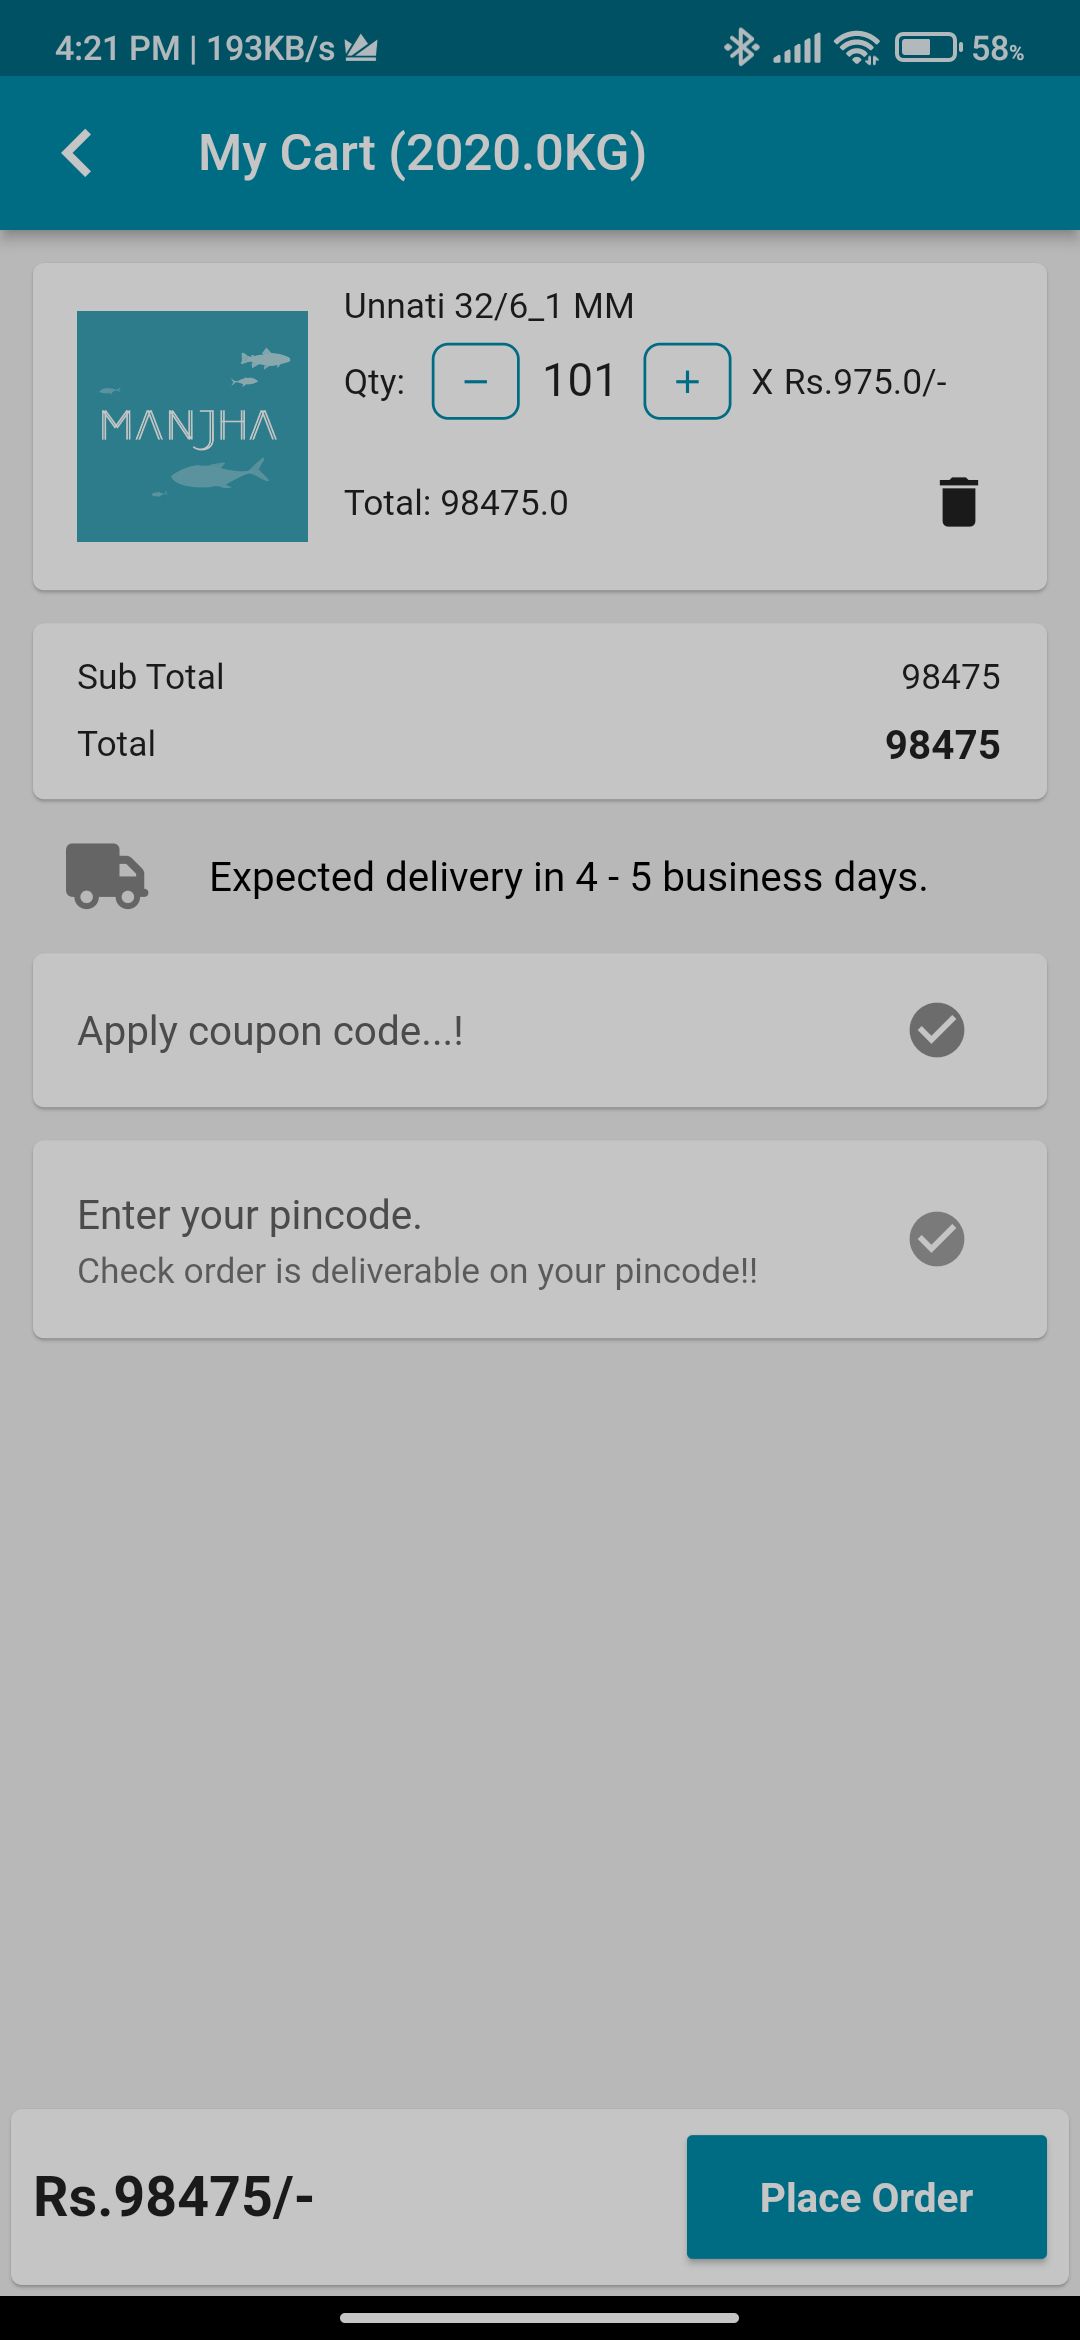 4:21 PM | 193KB/s
58%
My Cart (2020.0KG)
Unnati 32/6_1 MM
MANJHA
Qty: − 101 + X Rs.975.0/-
Total: 98475.0
Sub Total 98475
Total 98475
Expected delivery in 4 - 5 business days.
Apply coupon code...!
Enter your pincode.
Check order is deliverable on your pincode!!
Rs.98475/-
Place Order